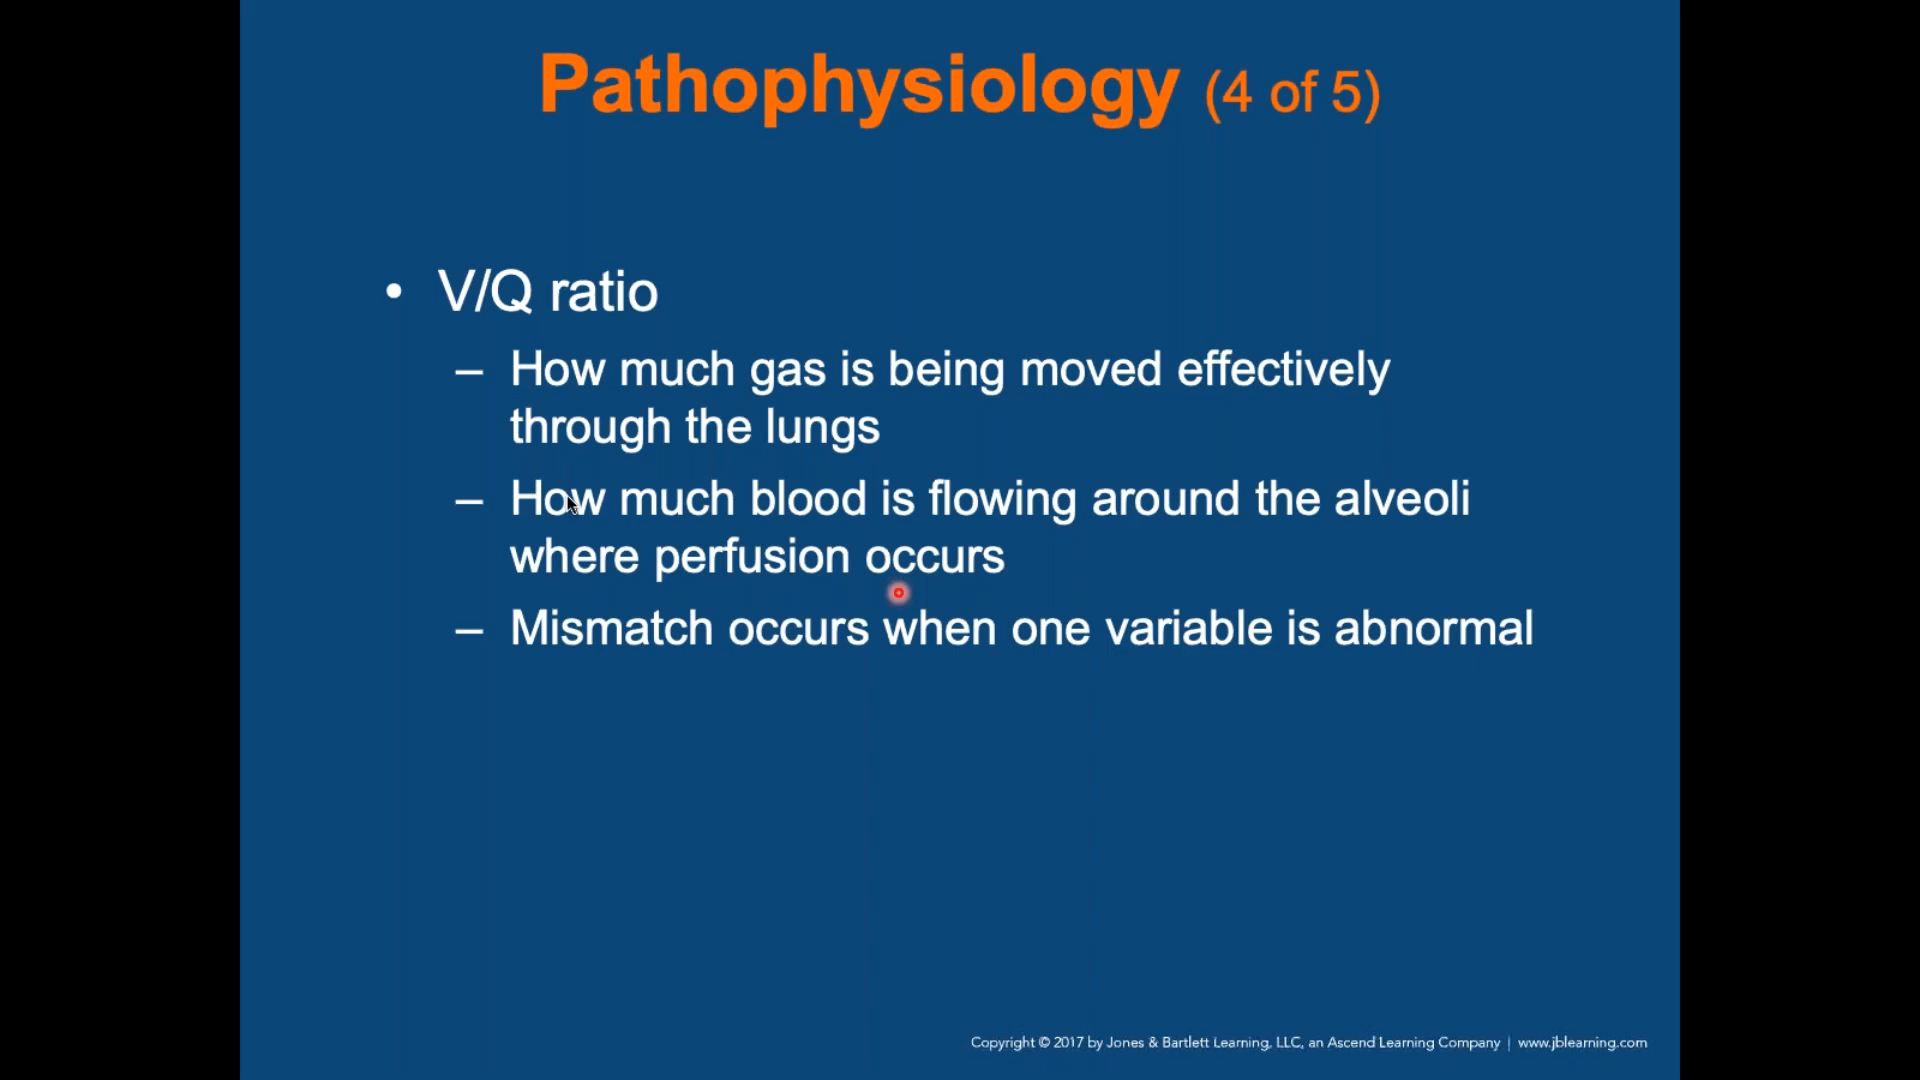 Pathophysiology (4 of 5)
• V/Q ratio
– How much gas is being moved effectively
through the lungs
– How much blood is flowing around the alveoli
where perfusion occurs
– Mismatch occurs when one variable is abnormal
Copyright © 2017 by Jones & Bartlett Learning, LLC, an Ascend Learning Company | www.jblearning.com